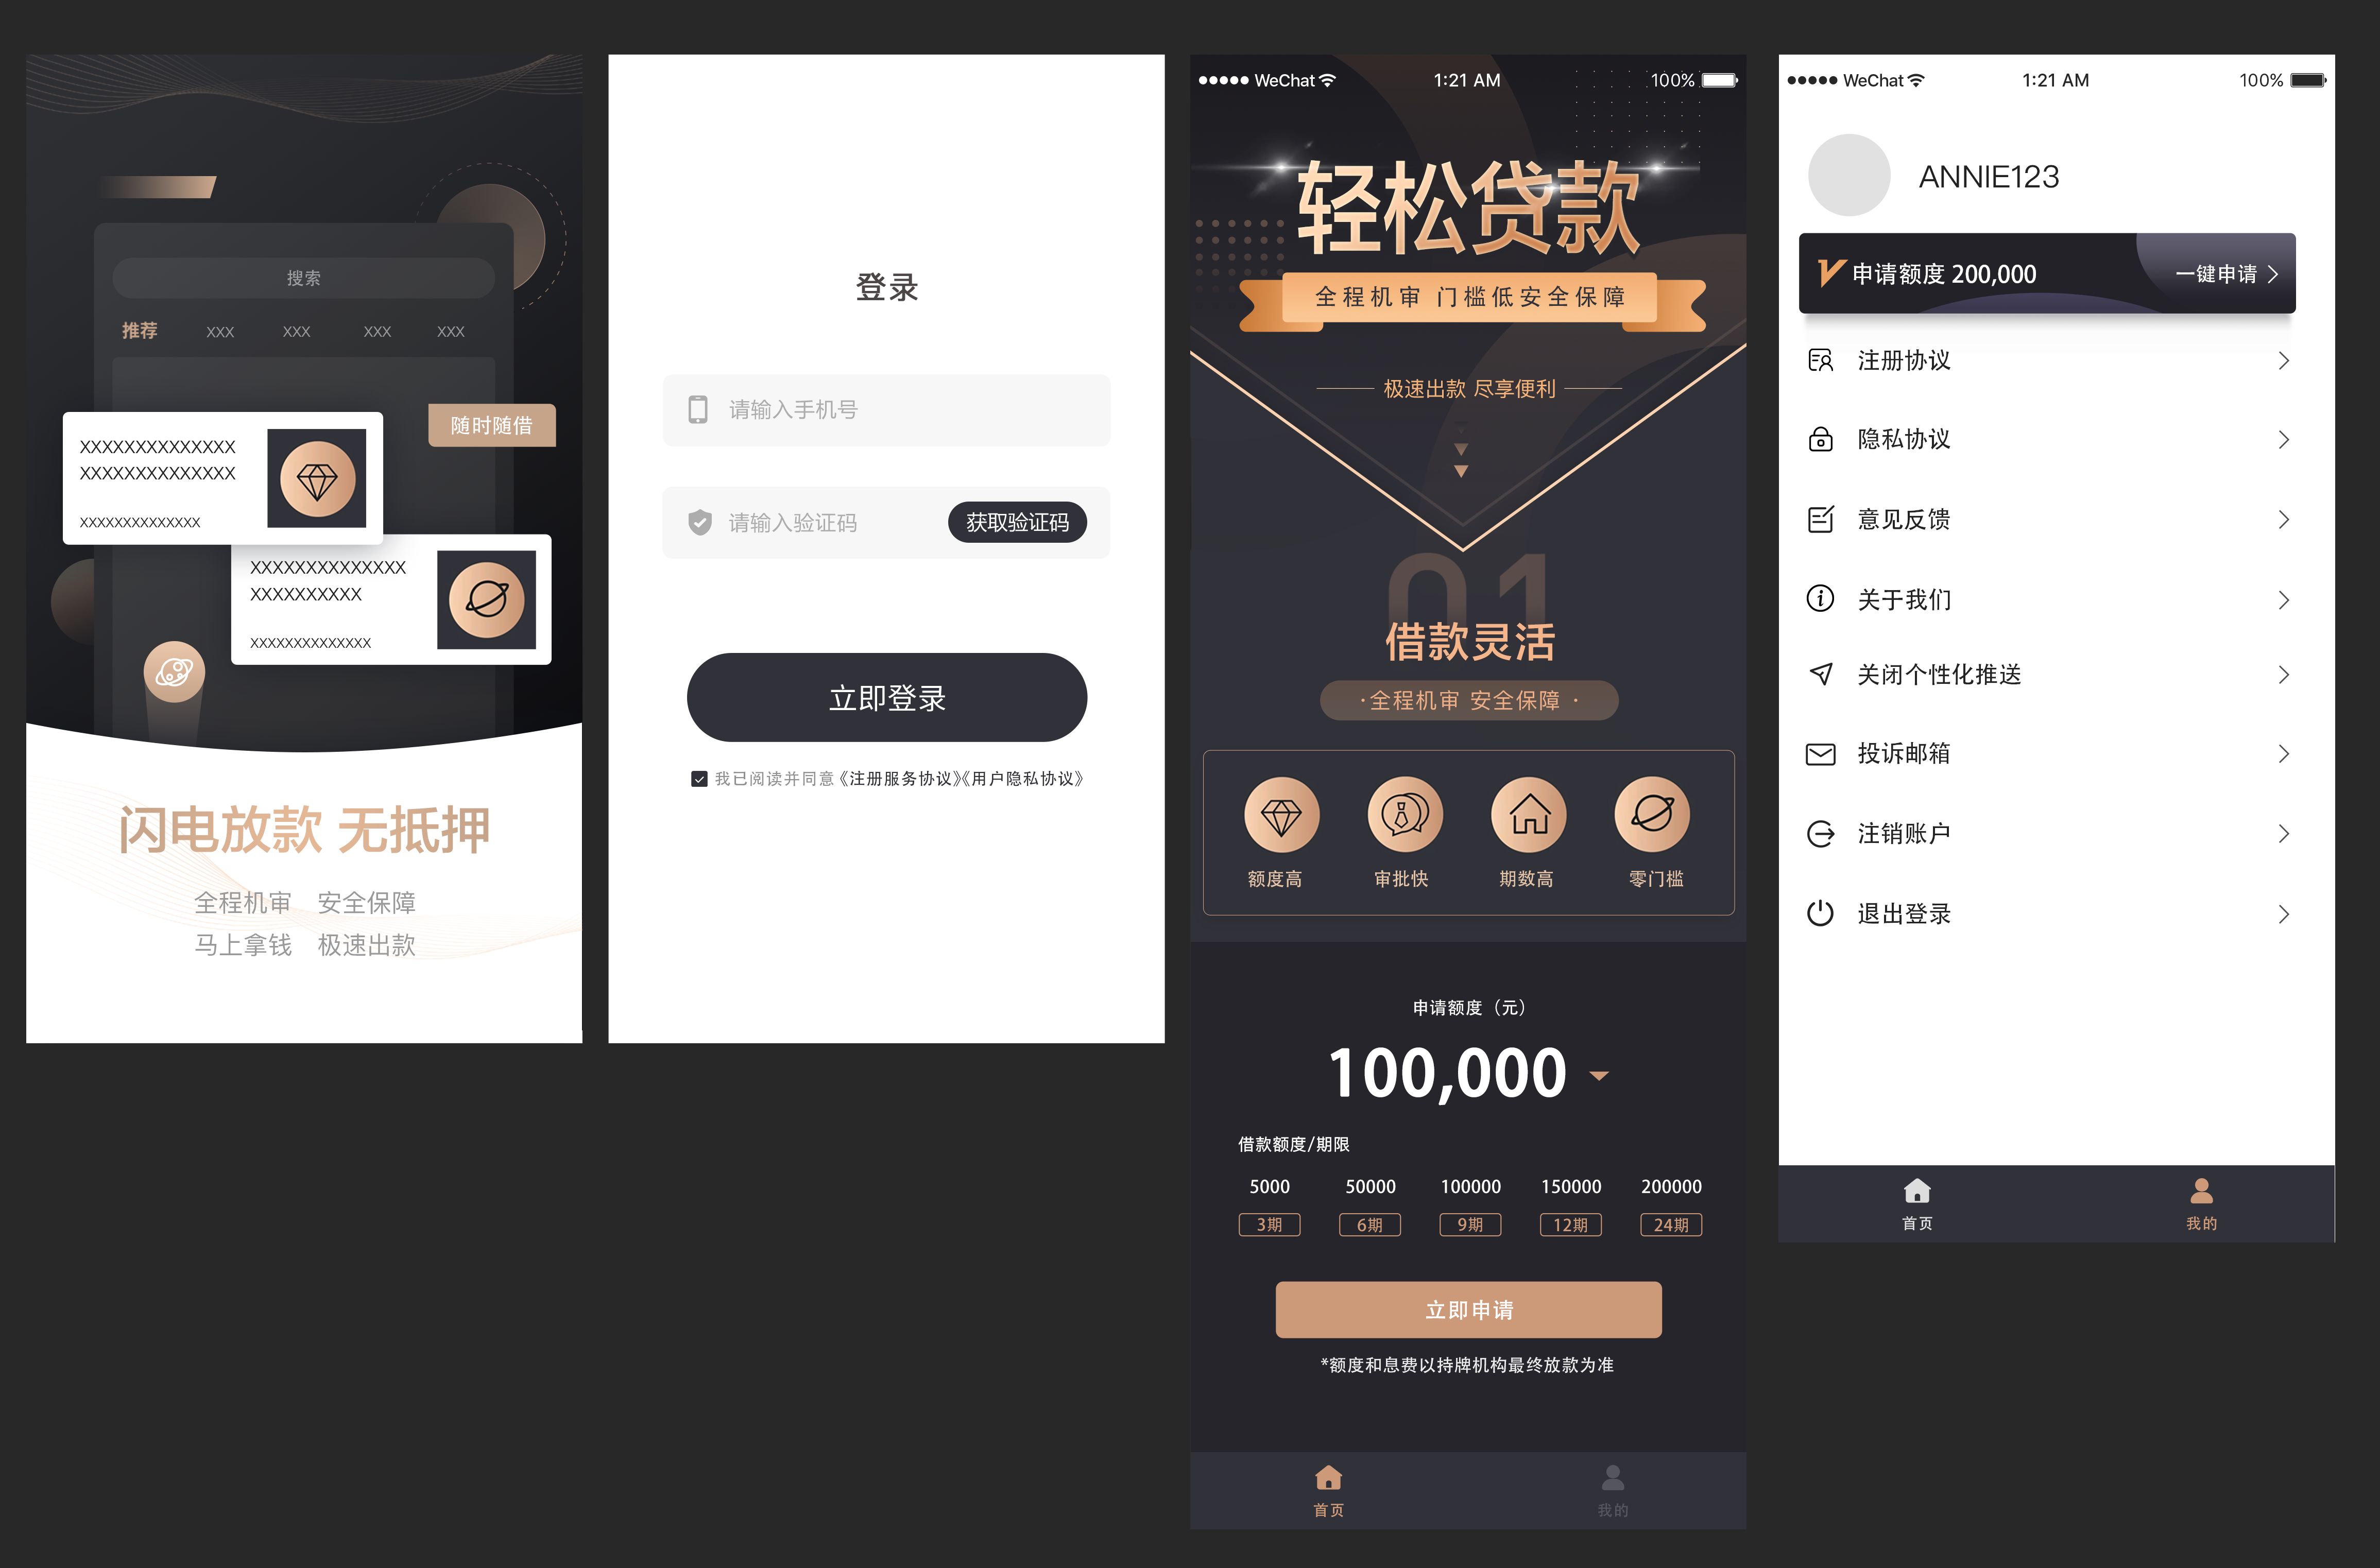 搜索
推荐 XXX XXX XXX XXX
随时随借
XXXXXXXXXXXXXX
XXXXXXXXXXXXXX
XXXXXXXXXXXXXX
XXXXXXXXXXXXXX
XXXXXXXXXX
XXXXXXXXXXXXXX
闪电放款 无抵押
全程机审 安全保障
马上拿钱 极速出款
登录
请输入手机号
请输入验证码 获取验证码
立即登录
我已阅读并同意《注册服务协议》《用户隐私协议》
WeChat 1:21 AM 100%
轻松贷款
全程机审 门槛低安全保障
极速出款 尽享便利
01
借款灵活
·全程机审 安全保障 ·
额度高 审批快 期数高 零门槛
申请额度（元）
100,000
借款额度/期限
5000 50000 100000 150000 200000
3期 6期 9期 12期 24期
立即申请
*额度和息费以持牌机构最终放款为准
首页 我的
WeChat 1:21 AM 100%
ANNIE123
申请额度 200,000 一键申请
注册协议
隐私协议
意见反馈
关于我们
关闭个性化推送
投诉邮箱
注销账户
退出登录
首页 我的